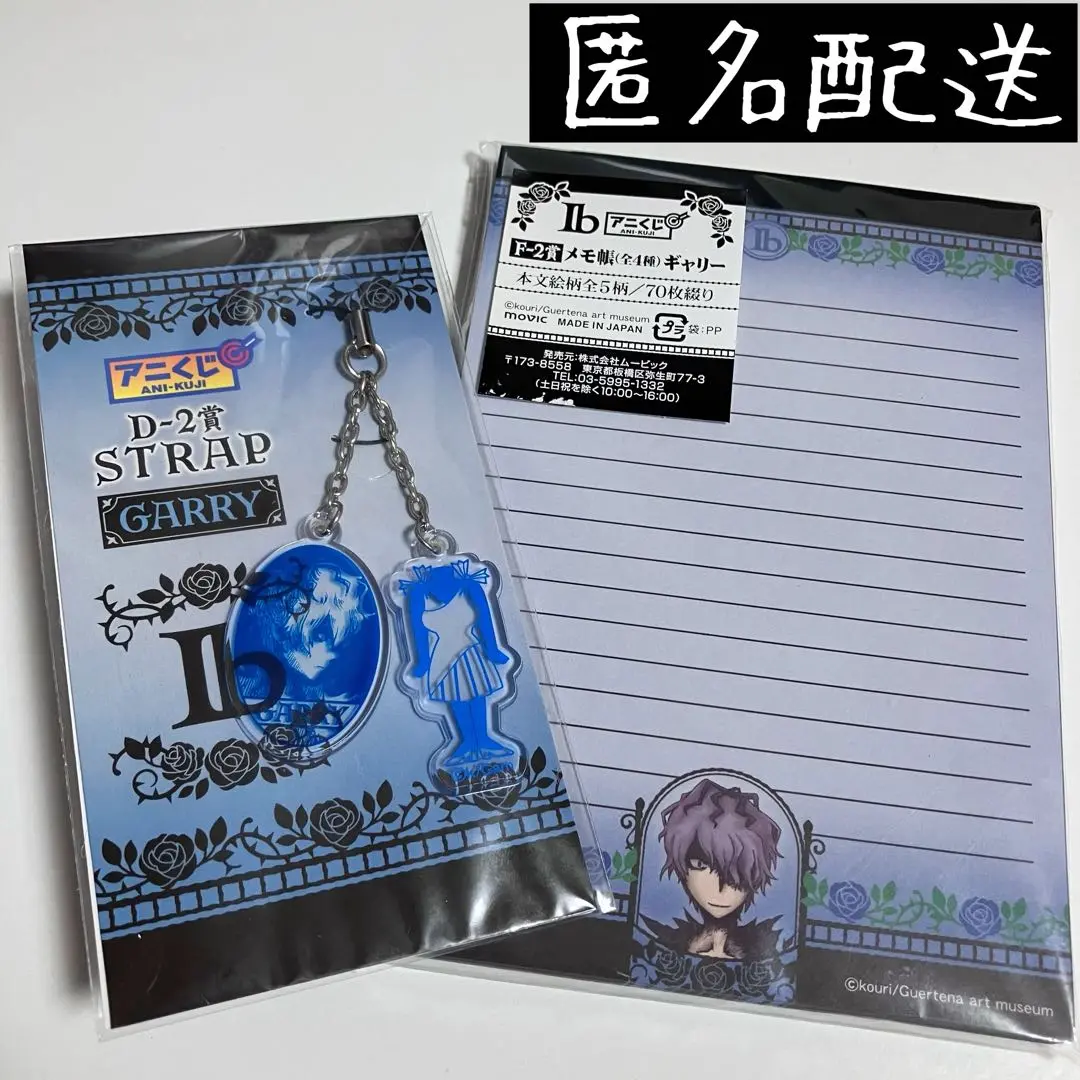 匿名配送
Ib アニくじ
ANI-KUJI
F-2賞 メモ帳(全4種) ギャリー
本文絵柄全5柄/70枚綴り
©kouri/Guertena art museum
movic MADE IN JAPAN プラ 袋:PP
発売元:株式会社ムービック
〒173-8558 東京都板橋区弥生町77-3
TEL:03-5995-1332
(土日祝を除く10:00~16:00)
Ib
アニくじ
ANI-KUJI
D-2賞
STRAP
GARRY
Ib
GARRY
©kouri/Guertena art museum